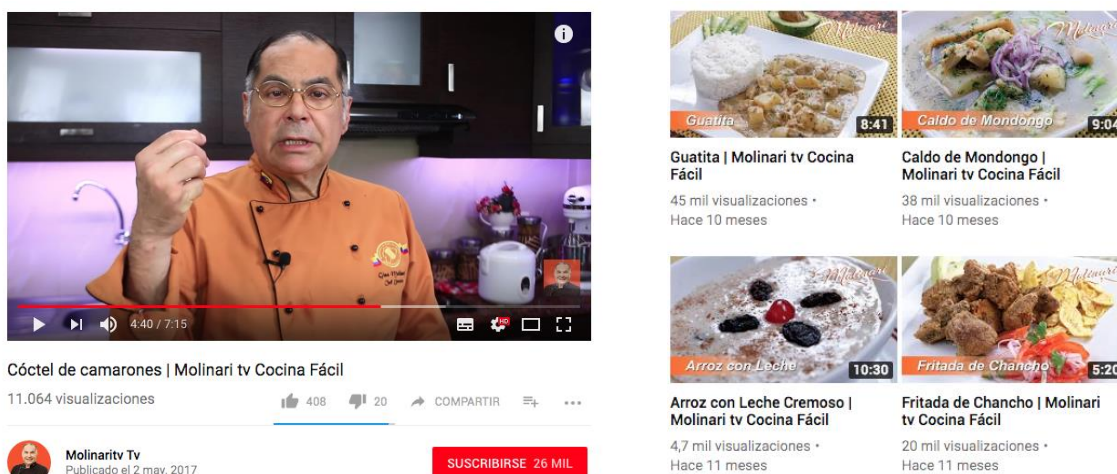 4:40 / 7:15
HD
Cóctel de camarones | Molinari tv Cocina Fácil
11.064 visualizaciones
408
20
COMPARTIR
Molinaritv Tv
Publicado el 2 may. 2017
SUSCRIBIRSE 26 MIL
Molinari
Guatita
8:41
Guatita | Molinari tv Cocina
Fácil
45 mil visualizaciones •
Hace 10 meses
Molinari
Caldo de Mondongo
9:04
Caldo de Mondongo |
Molinari tv Cocina Fácil
38 mil visualizaciones •
Hace 10 meses
Molinari
Arroz con Leche
10:30
Arroz con Leche Cremoso |
Molinari tv Cocina Fácil
4,7 mil visualizaciones •
Hace 11 meses
Molinari
Fritada de Chancho
5:20
Fritada de Chancho | Molinari
tv Cocina Fácil
20 mil visualizaciones •
Hace 11 meses